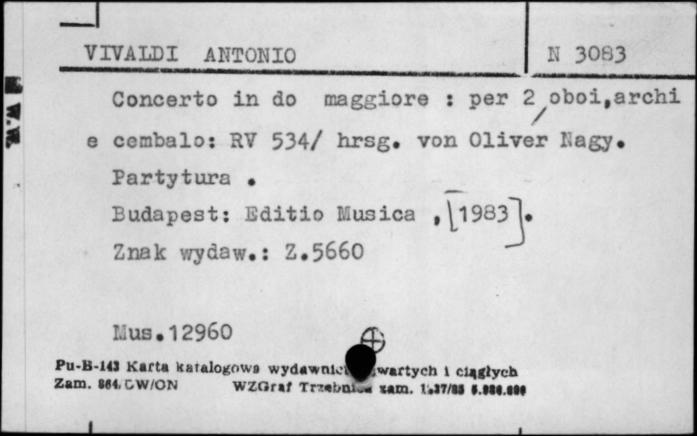 VIVALDI ANTONIO N 3083
Concerto in do maggiore : per 2 oboi,archi
e cembalo: RV 534/ hrsg. von Oliver Nagy.
Partytura .
Budapest: Editio Musica ,[1983].
Znak wydaw.: Z.5660
Mus.12960
Pu-B-143 Karta katalogowa wydawnict wartych i ciągłych
Zam. 864/CW/ON WZGraf Trzebnica zam.
W.W.